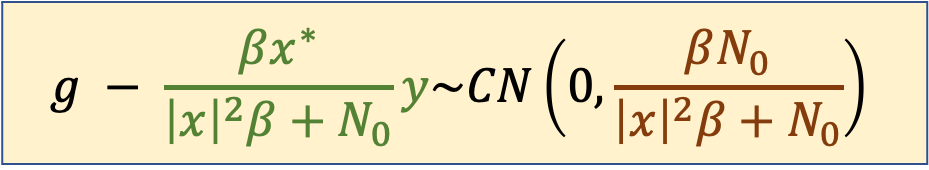 g − βx* / (|x|²β + N₀) y ~ CN (0, βN₀ / (|x|²β + N₀))